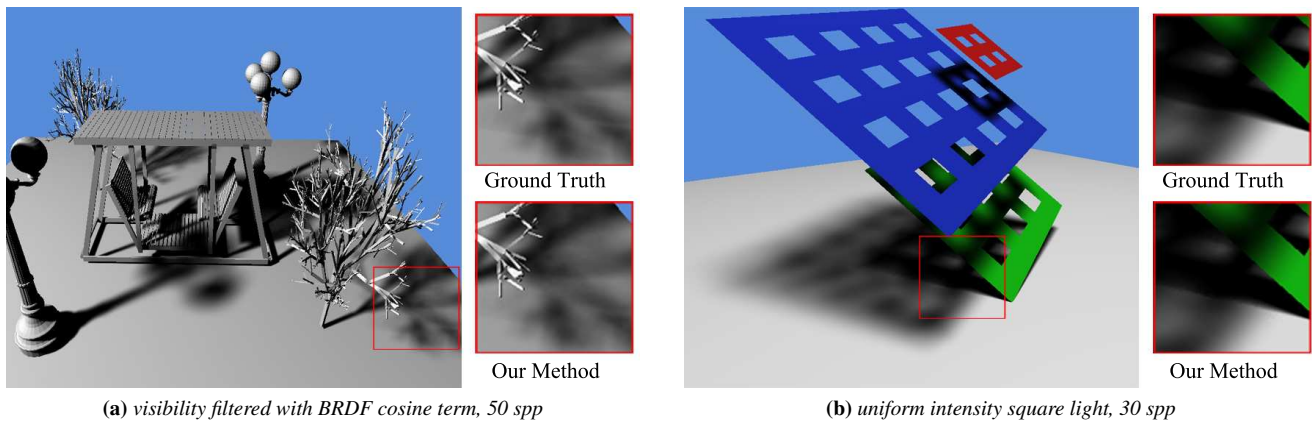 Ground Truth
Our Method
(a) visibility filtered with BRDF cosine term, 50 spp
Ground Truth
Our Method
(b) uniform intensity square light, 30 spp